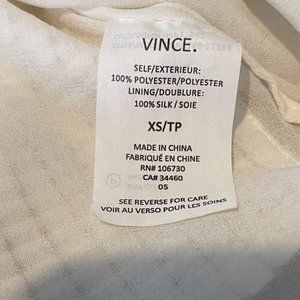 VINCE.
SELF/EXTERIEUR:
100% POLYESTER/POLYESTER
LINING/DOUBLURE:
100% SILK / SOIE
XS/TP
MADE IN CHINA
FABRIQUÉ EN CHINE
RN# 106730
CA# 34460
05
SEE REVERSE FOR CARE
VOIR AU VERSO POUR LES SOINS